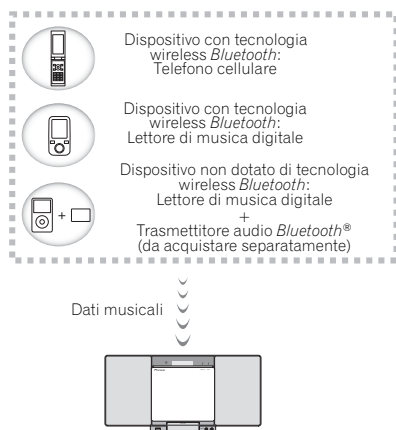 Dispositivo con tecnologia
wireless Bluetooth:
Telefono cellulare
Dispositivo con tecnologia
wireless Bluetooth:
Lettore di musica digitale
Dispositivo non dotato di tecnologia
wireless Bluetooth:
Lettore di musica digitale
+
Trasmettitore audio Bluetooth®
(da acquistare separatamente)
+
Dati musicali